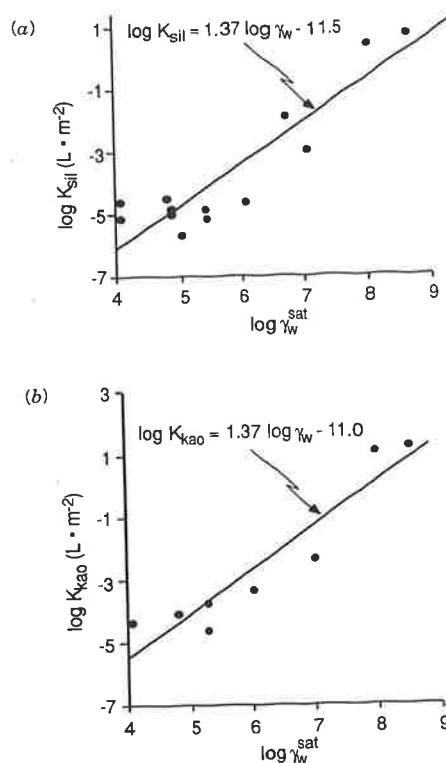 (a)
log K_sil = 1.37 log γ_w - 11.5
log K_sil (L · m⁻²)
1
-1
-3
-5
-7
4 5 6 7 8 9
log γ_w^sat
(b)
log K_kao = 1.37 log γ_w - 11.0
log K_kao (L · m⁻²)
3
1
-1
-3
-5
-7
4 5 6 7 8 9
log γ_w^sat